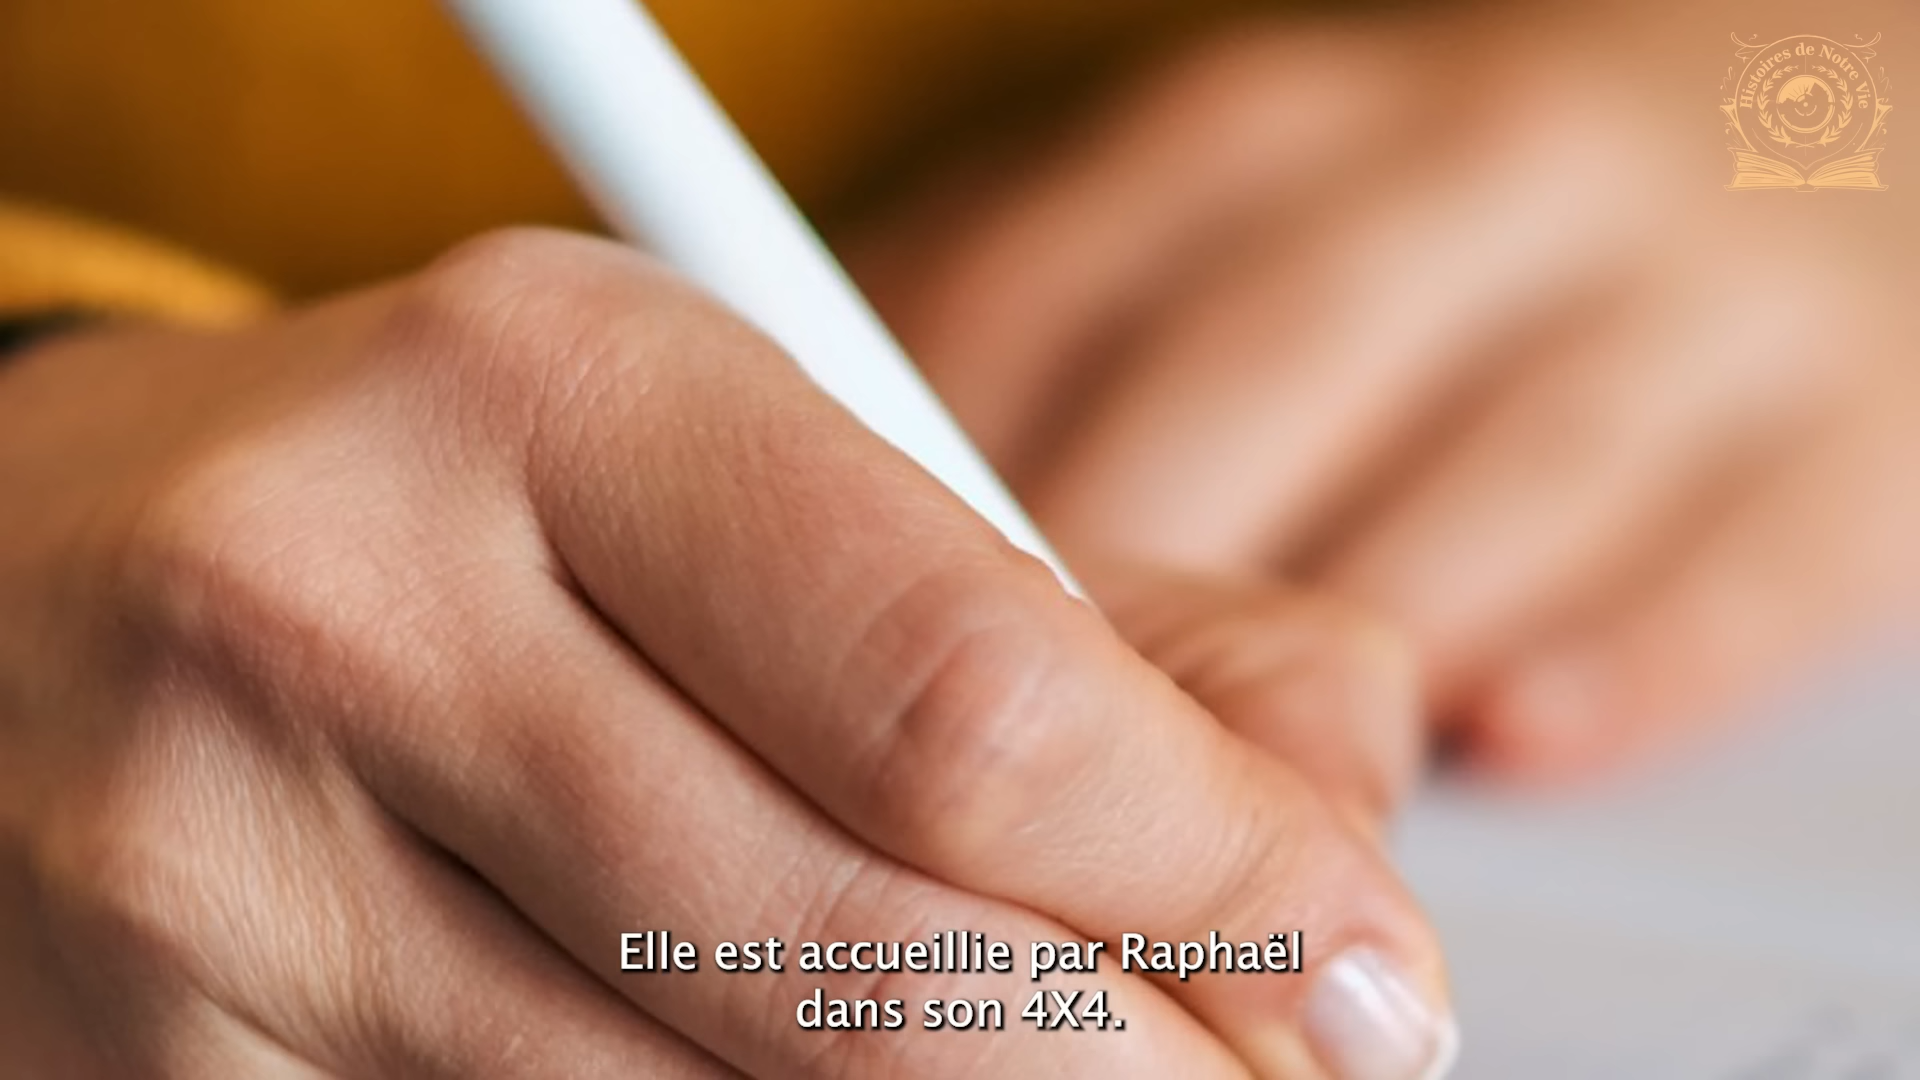 Histoires de Notre Vie
Elle est accueillie par Raphaël
dans son 4X4.